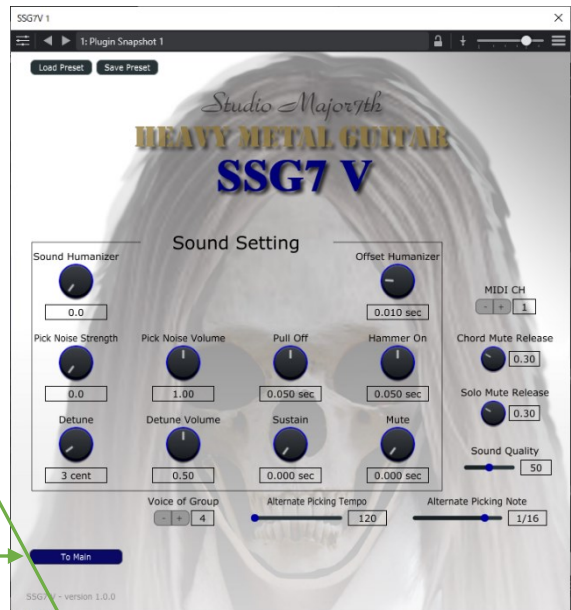 SSG7V 1
1: Plugin Snapshot 1
Load Preset Save Preset
Studio Major7th
HEAVY METAL GUITAR
SSG7 V
Sound Setting
Sound Humanizer Offset Humanizer
0.0 0.010 sec
MIDI CH
- + 1
Pick Noise Strength Pick Noise Volume Pull Off Hammer On Chord Mute Release
0.30
0.0 1.00 0.050 sec 0.050 sec
Solo Mute Release
0.30
Detune Detune Volume Sustain Mute
3 cent 0.50 0.000 sec 0.000 sec
Sound Quality
50
Voice of Group Alternate Picking Tempo Alternate Picking Note
- + 4 120 1/16
To Main
SSG7 V - version 1.0.0